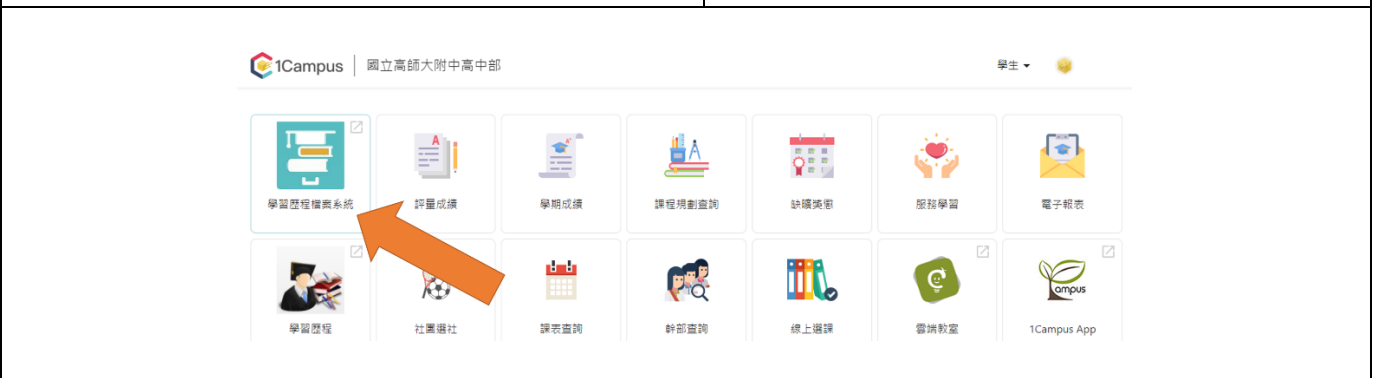 1Campus 國立高師大附中高中部 學生
學習歷程檔案系統 評量成績 學期成績 課程規劃查詢 缺曠獎懲 服務學習 電子報表
學習歷程 社團選社 課表查詢 幹部查詢 線上選課 雲端教室 1Campus App